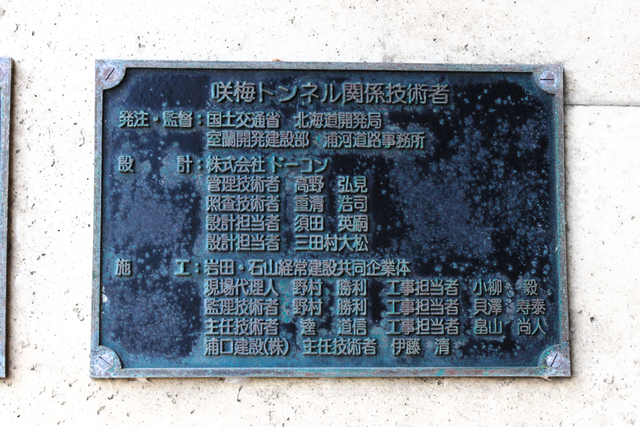 咲梅トンネル関係技術者
発注・監督：国土交通省 北海道開発局
室蘭開発建設部 浦河道路事務所
設計：株式会社 ドーコン
管理技術者 高野 弘見
照査技術者 重清 浩司
設計担当者 須田 英嗣
設計担当者 三田村大松
施工：岩田・石山経常建設共同企業体
現場代理人 野村 勝利 工事担当者 小柳 毅
監理技術者 野村 勝利 工事担当者 貝澤 寿泰
主任技術者 道信 工事担当者 畠山 尚人
浦口建設(株) 主任技術者 伊藤 清